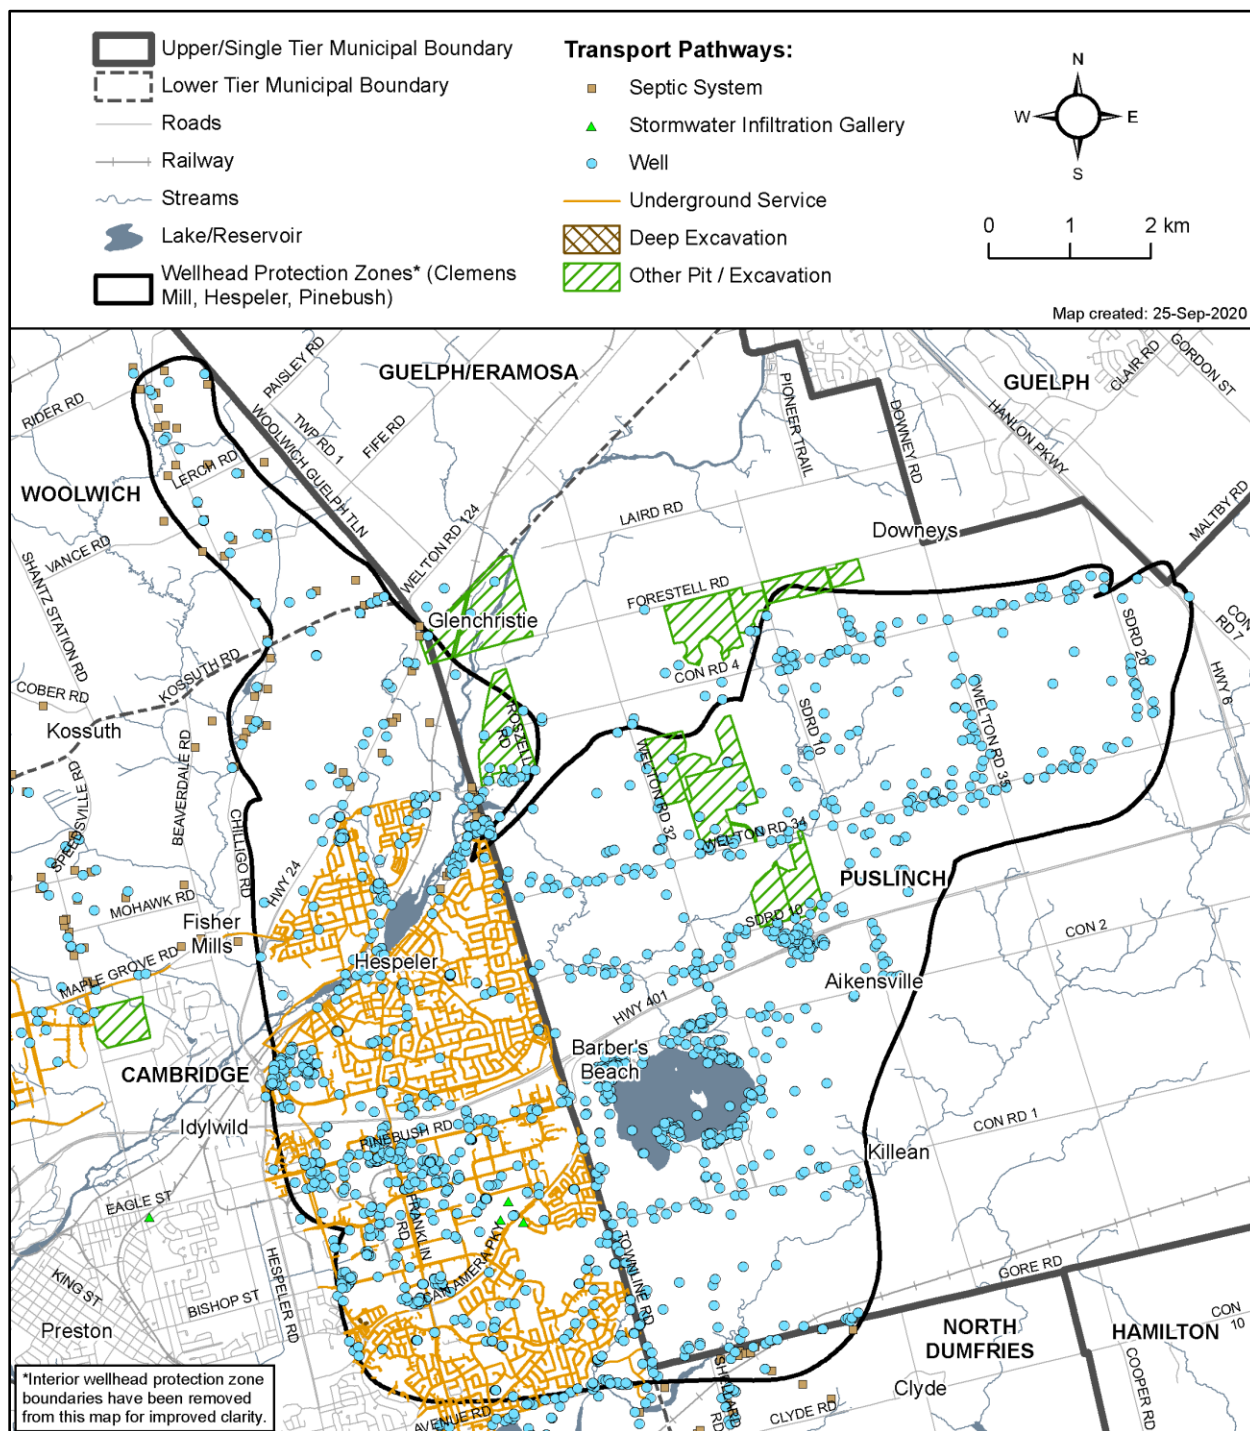 Upper/Single Tier Municipal Boundary
Lower Tier Municipal Boundary
Roads
Railway
Streams
Lake/Reservoir
Wellhead Protection Zones* (Clemens
Mill, Hespeler, Pinebush)
Transport Pathways:
Septic System
Stormwater Infiltration Gallery
Well
Underground Service
Deep Excavation
Other Pit / Excavation
N
W
E
S
0 1 2 km
Map created: 25-Sep-2020
GUELPH/ERAMOSA
GUELPH
PAISLEY RD
RIDER RD
WOOLWICH GUELPH TLN
TWP RD 1
FIFE RD
PIONEER TRAIL
DOWNEY RD
HANLON PKWY
CLAIR RD
GORDON ST
LERCH RD
WOOLWICH
MALTBY RD
LAIRD RD
Downeys
VANCE RD
WELTON RD 124
SHANTZ STATION RD
FORESTELL RD
Glenchristie
SDRD 20
CON
RD 7
KOSSUTH RD
COBER RD
CON RD 4
HWY 6
Kossuth
ROSZELL
RD
SDRD 10
WELTON RD 35
BEAVERDALE RD
SPEEDSVILLE RD
CHILLIGO RD
WELTON RD 32
WELTON RD 34
HWY 24
PUSLINCH
MOHAWK RD
Fisher
Mills
SDRD 10
CON 2
Hespeler
MAPLE GROVE RD
Aikensville
HWY 401
Barber's
Beach
CAMBRIDGE
Idylwild
PINEBUSH RD
CON RD 1
Killean
EAGLE ST
FRANKLIN
RD
CAN AMERA PKY
TOWNLINE RD
HESPELER RD
GORE RD
KING ST
BISHOP ST
Preston
NORTH
DUMFRIES
HAMILTON
CON
10
COOPER RD
Clyde
SHELLARD
RD
CLYDE RD
AVENUE RD
*Interior wellhead protection zone
boundaries have been removed
from this map for improved clarity.